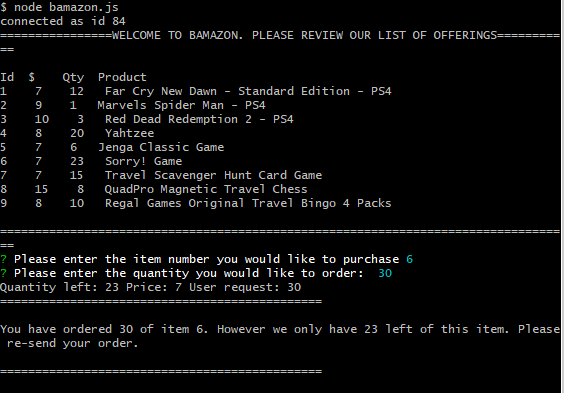 $ node bamazon.js
connected as id 84
================WELCOME TO BAMAZON. PLEASE REVIEW OUR LIST OF OFFERINGS=========
==
Id  $    Qty  Product
1   7    12   Far Cry New Dawn - Standard Edition - PS4
2   9    1   Marvels Spider Man - PS4
3   10    3   Red Dead Redemption 2 - PS4
4   8    20   Yahtzee
5   7    6   Jenga Classic Game
6   7    23   Sorry! Game
7   7    15   Travel Scavenger Hunt Card Game
8   15    8   QuadPro Magnetic Travel Chess
9   8    10   Regal Games Original Travel Bingo 4 Packs
================================================================================
==
? Please enter the item number you would like to purchase 6
? Please enter the quantity you would like to order:  30
Quantity left: 23 Price: 7 User request: 30
==============================================
You have ordered 30 of item 6. However we only have 23 left of this item. Please
 re-send your order.
==============================================